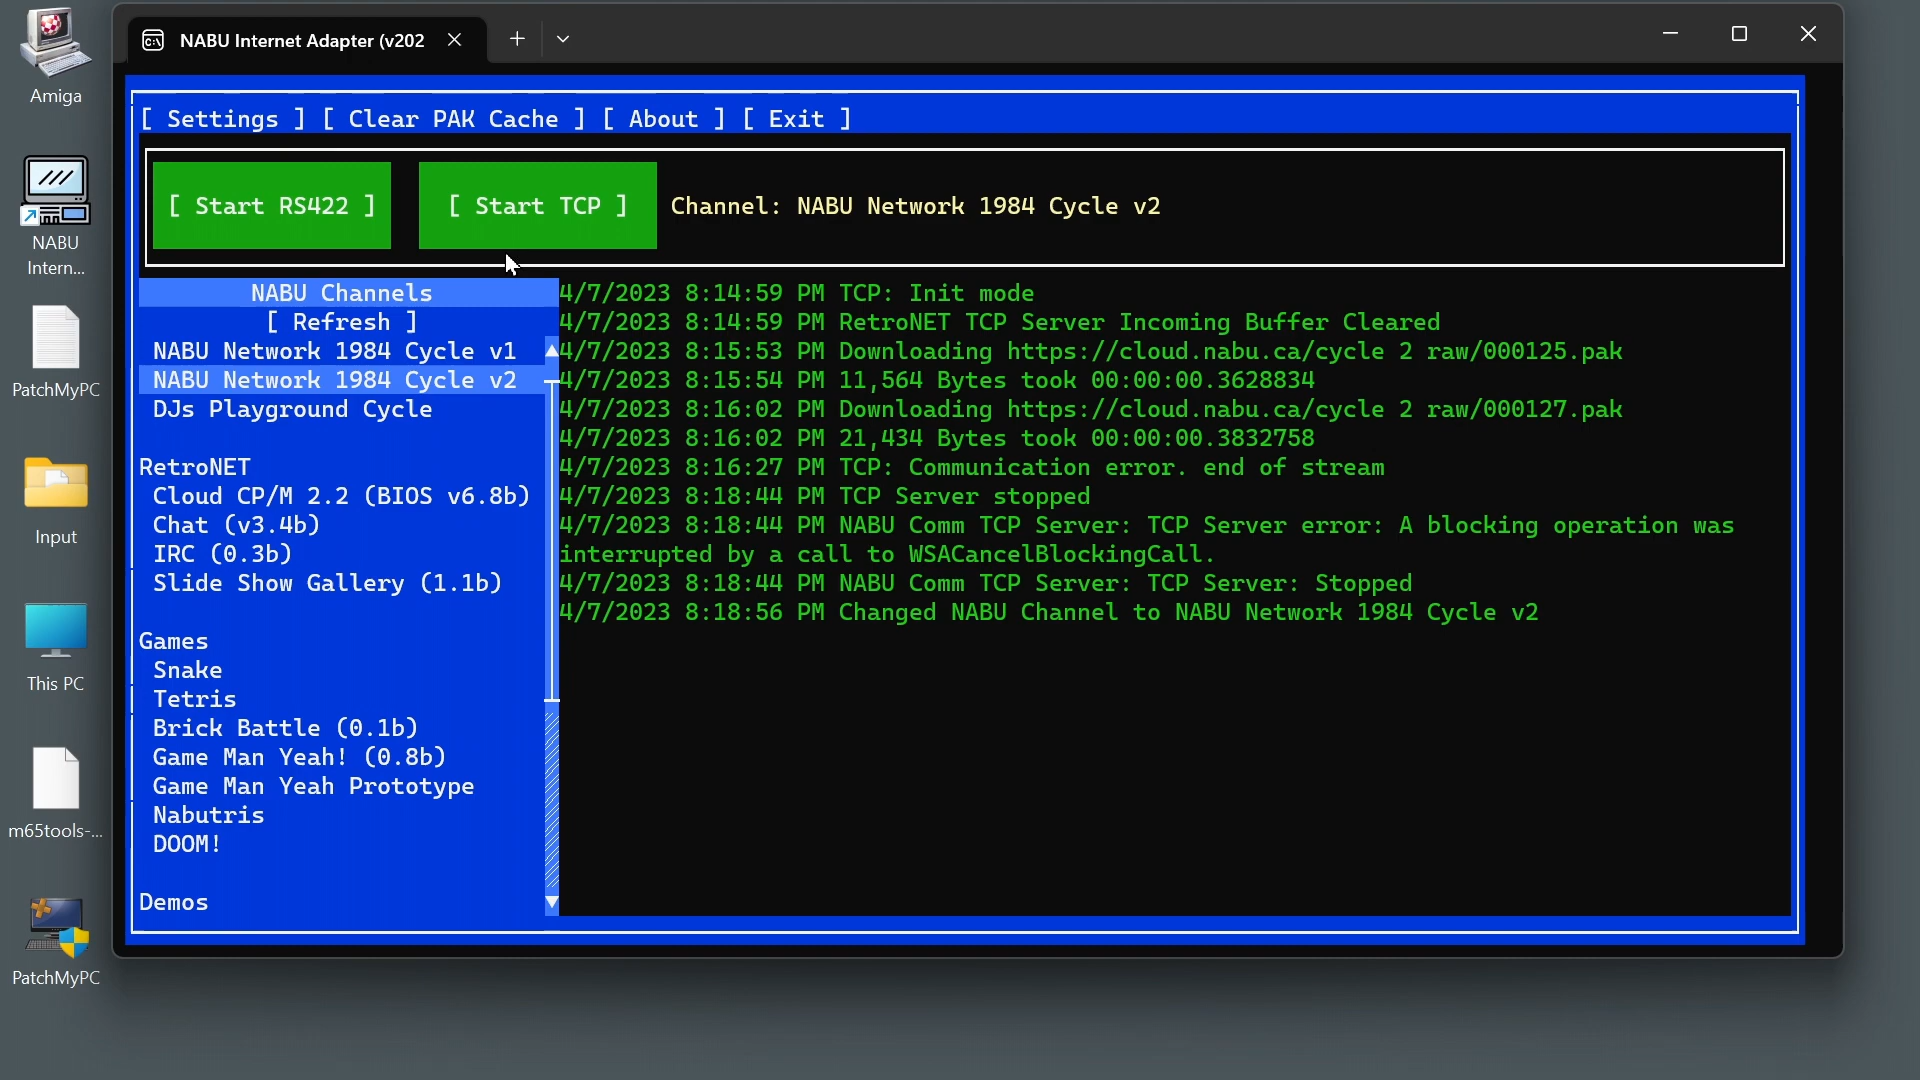 NABU Internet Adapter (v202
Amiga
NABU
Intern...
PatchMyPC
Input
This PC
m65tools-...
PatchMyPC
[ Settings ] [ Clear PAK Cache ] [ About ] [ Exit ]
[ Start RS422 ] [ Start TCP ] Channel: NABU Network 1984 Cycle v2
NABU Channels
[ Refresh ]
NABU Network 1984 Cycle v1
NABU Network 1984 Cycle v2
DJs Playground Cycle
RetroNET
Cloud CP/M 2.2 (BIOS v6.8b)
Chat (v3.4b)
IRC (0.3b)
Slide Show Gallery (1.1b)
Games
Snake
Tetris
Brick Battle (0.1b)
Game Man Yeah! (0.8b)
Game Man Yeah Prototype
Nabutris
DOOM!
Demos
4/7/2023 8:14:59 PM TCP: Init mode
4/7/2023 8:14:59 PM RetroNET TCP Server Incoming Buffer Cleared
4/7/2023 8:15:53 PM Downloading https://cloud.nabu.ca/cycle 2 raw/000125.pak
4/7/2023 8:15:54 PM 11,564 Bytes took 00:00:00.3628834
4/7/2023 8:16:02 PM Downloading https://cloud.nabu.ca/cycle 2 raw/000127.pak
4/7/2023 8:16:02 PM 21,434 Bytes took 00:00:00.3832758
4/7/2023 8:16:27 PM TCP: Communication error. end of stream
4/7/2023 8:18:44 PM TCP Server stopped
4/7/2023 8:18:44 PM NABU Comm TCP Server: TCP Server error: A blocking operation was
interrupted by a call to WSACancelBlockingCall.
4/7/2023 8:18:44 PM NABU Comm TCP Server: TCP Server: Stopped
4/7/2023 8:18:56 PM Changed NABU Channel to NABU Network 1984 Cycle v2